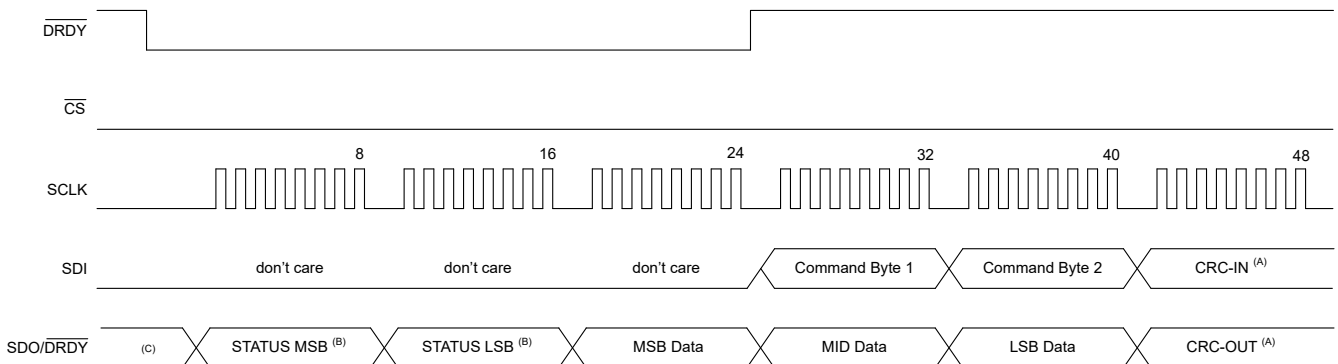 DRDY
CS
8 16 24 32 40 48
SCLK
SDI don't care don't care don't care Command Byte 1 Command Byte 2 CRC-IN (A)
SDO/DRDY (C) STATUS MSB (B) STATUS LSB (B) MSB Data MID Data LSB Data CRC-OUT (A)